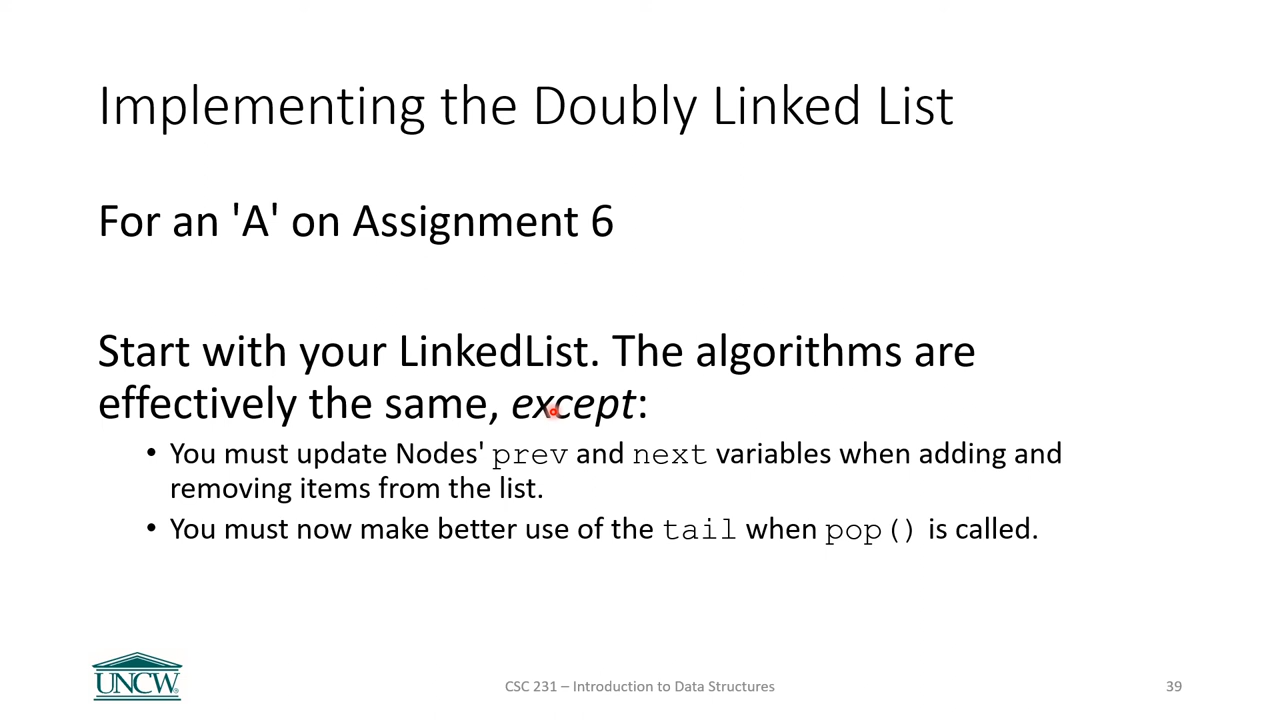 Implementing the Doubly Linked List
For an 'A' on Assignment 6
Start with your LinkedList. The algorithms are
effectively the same, except:
• You must update Nodes' prev and next variables when adding and
removing items from the list.
• You must now make better use of the tail when pop() is called.
UNCW
CSC 231 – Introduction to Data Structures
39